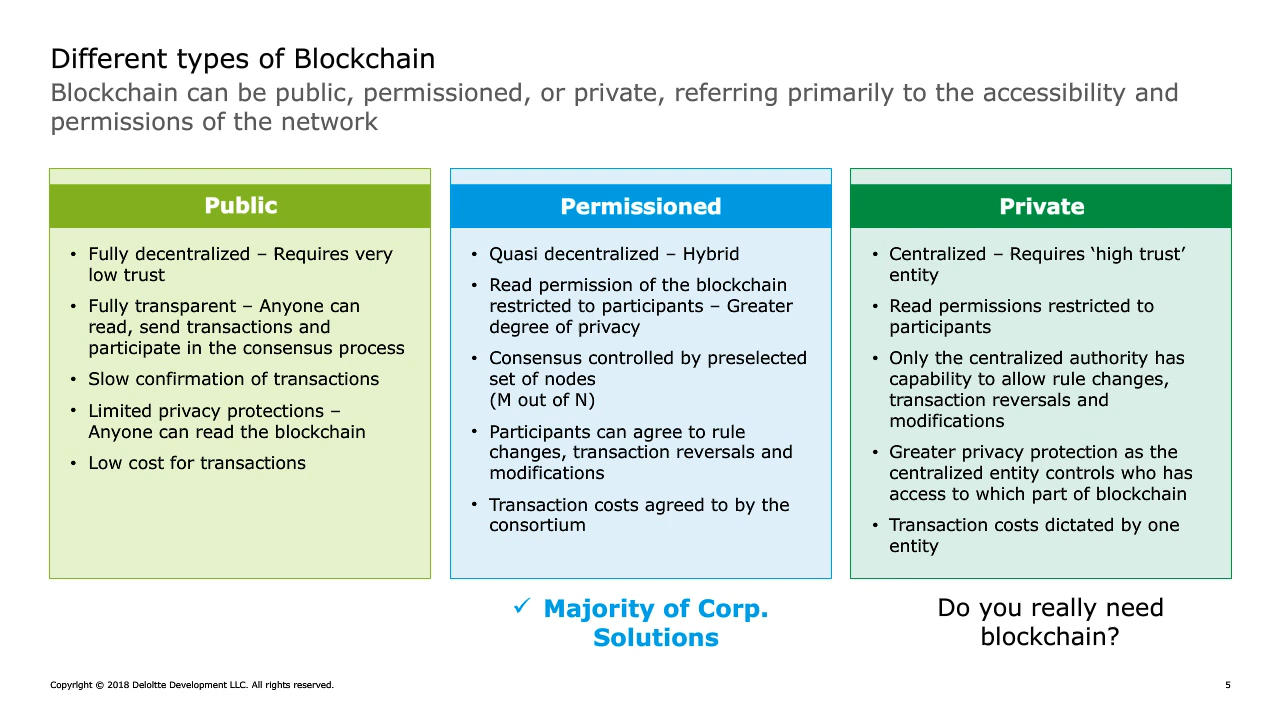 Different types of Blockchain
Blockchain can be public, permissioned, or private, referring primarily to the accessibility and
permissions of the network
Public
• Fully decentralized – Requires very
low trust
• Fully transparent – Anyone can
read, send transactions and
participate in the consensus process
• Slow confirmation of transactions
• Limited privacy protections –
Anyone can read the blockchain
• Low cost for transactions
Permissioned
• Quasi decentralized – Hybrid
• Read permission of the blockchain
restricted to participants – Greater
degree of privacy
• Consensus controlled by preselected
set of nodes
(M out of N)
• Participants can agree to rule
changes, transaction reversals and
modifications
• Transaction costs agreed to by the
consortium
✓ Majority of Corp.
Solutions
Private
• Centralized – Requires ‘high trust’
entity
• Read permissions restricted to
participants
• Only the centralized authority has
capability to allow rule changes,
transaction reversals and
modifications
• Greater privacy protection as the
centralized entity controls who has
access to which part of blockchain
• Transaction costs dictated by one
entity
Do you really need
blockchain?
Copyright © 2018 Deloitte Development LLC. All rights reserved.
5